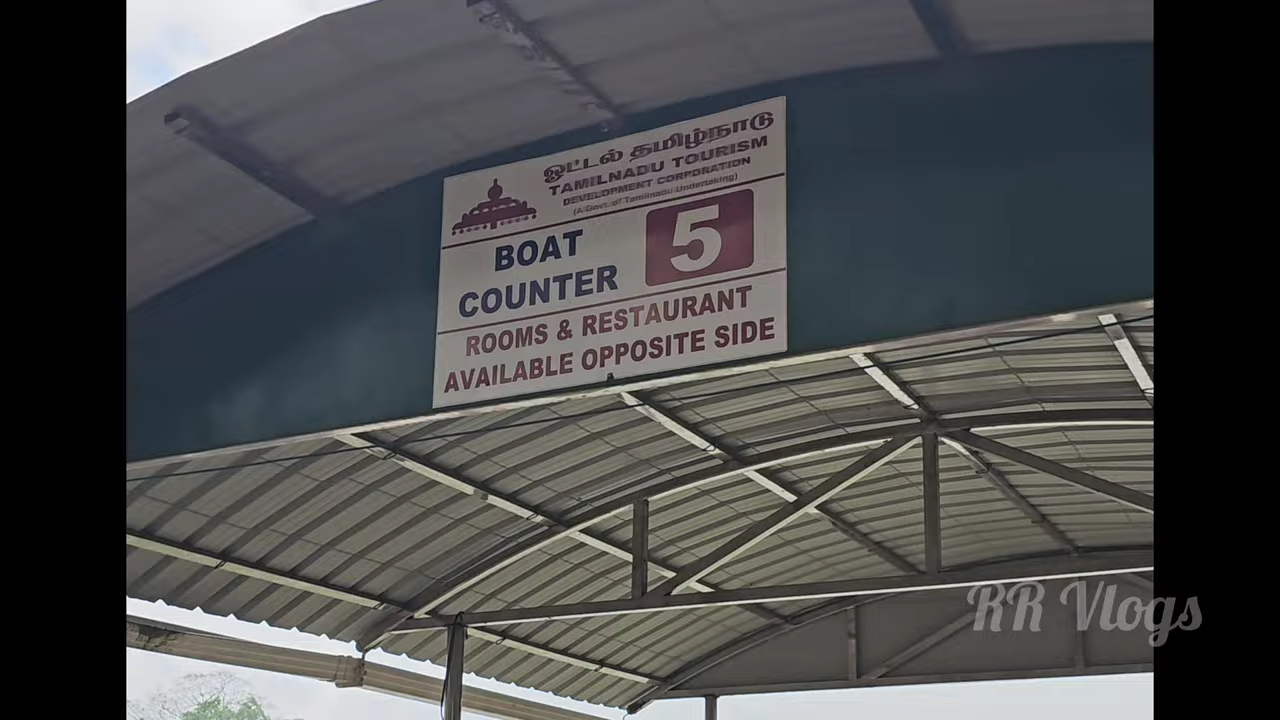 ஓட்டல் தமிழ்நாடு
TAMILNADU TOURISM
DEVELOPMENT CORPORATION
(A Govt. of Tamilnadu Undertaking)
BOAT
COUNTER
5
ROOMS & RESTAURANT
AVAILABLE OPPOSITE SIDE
RR Vlogs